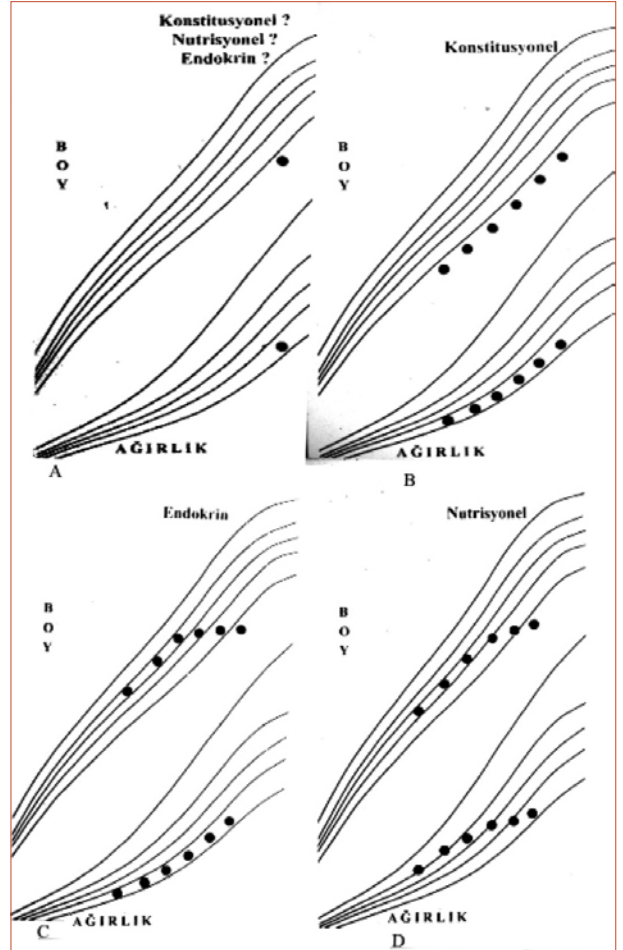 Konstitusyonel ?
Nutrisyonel ?
Endokrin ?
B
O
Y
AĞIRLIK
A
Konstitusyonel
B
O
Y
AĞIRLIK
B
Endokrin
B
O
Y
AĞIRLIK
C
Nutrisyonel
B
O
Y
AĞIRLIK
D